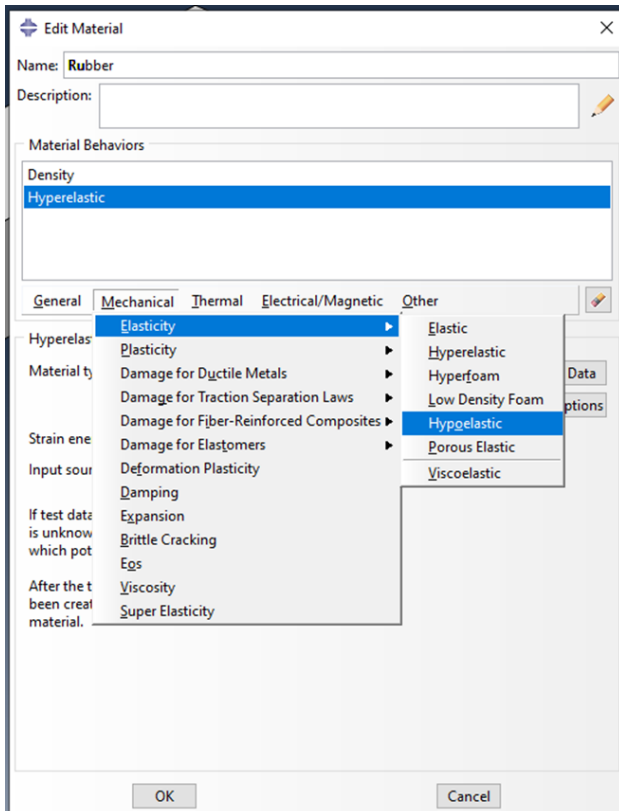 Edit Material
Name: Rubber
Description:
Material Behaviors
Density
Hyperelastic
General Mechanical Thermal Electrical/Magnetic Other
Elasticity
Plasticity
Damage for Ductile Metals
Damage for Traction Separation Laws
Damage for Fiber-Reinforced Composites
Damage for Elastomers
Deformation Plasticity
Damping
Expansion
Brittle Cracking
Eos
Viscosity
Super Elasticity
Elastic
Hyperelastic
Hyperfoam
Low Density Foam
Hypoelastic
Porous Elastic
Viscoelastic
Hyperelas
Material ty
Data
ptions
Strain ene
Input sour
If test data
is unknow
which pot
After the t
been creat
material.
OK Cancel